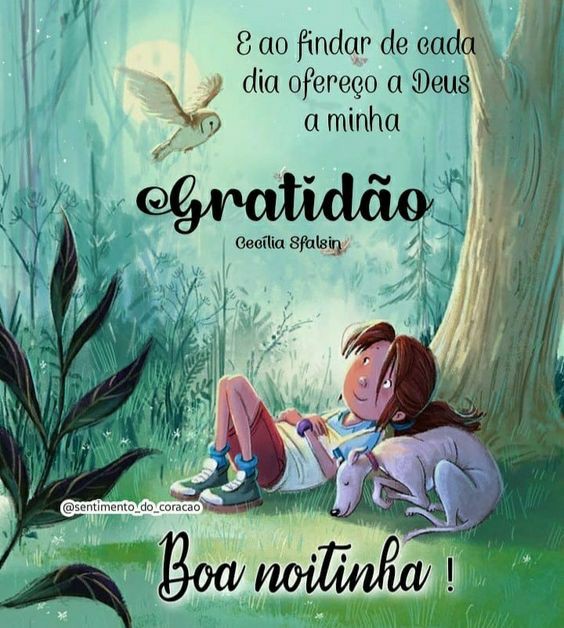 E ao findar de cada
dia ofereço a Deus
a minha
Gratidão
Cecília Sfalsin
@sentimento_do_coracao
Boa noitinha !